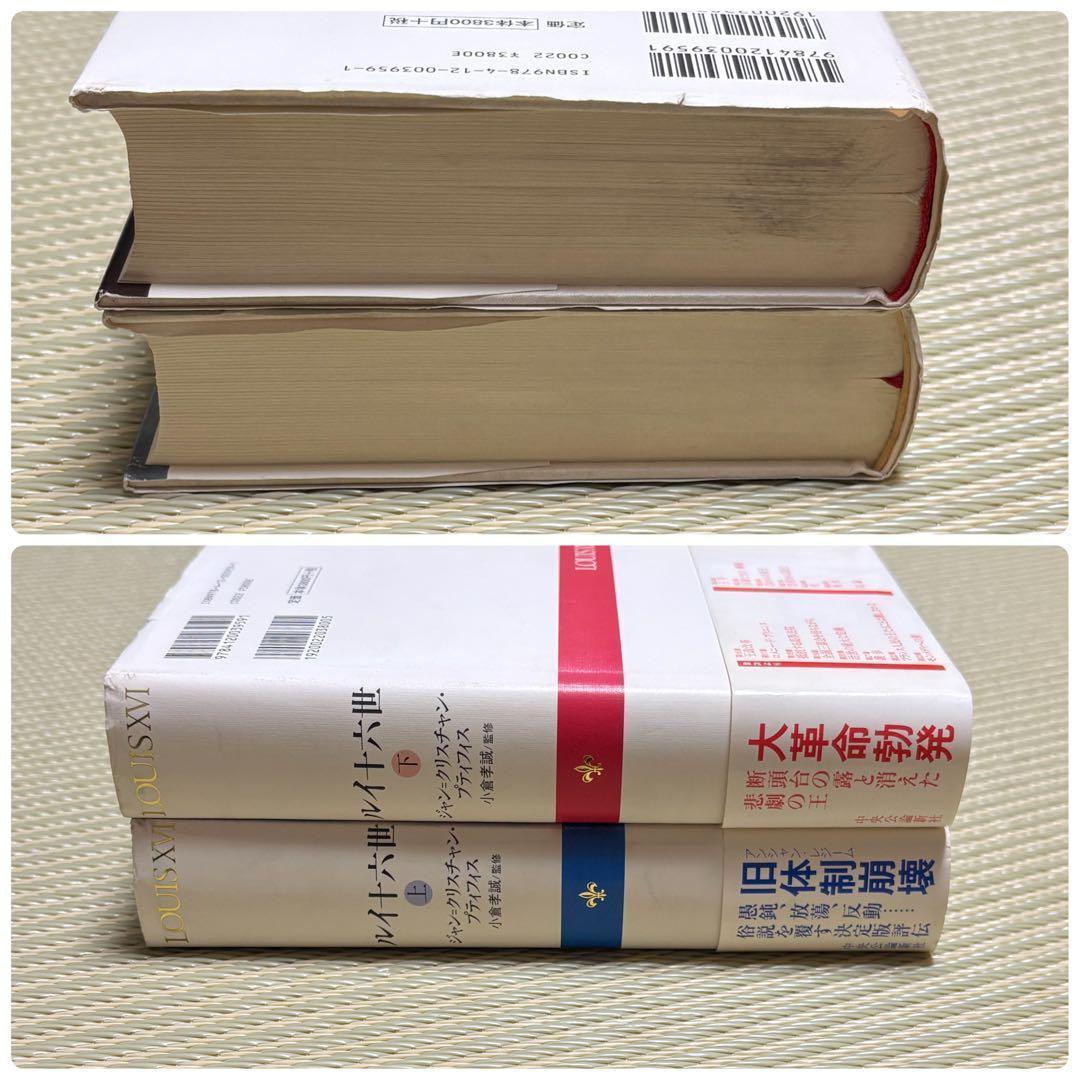 定価 本体3800円+税
ISBN978-4-12-003959-1
C0022 ¥3800E
9784120039591
LOUIS XVI
ルイ十六世
下
ジャン=クリスチャン・
プティフィス
小倉孝誠/監修
9784120039591
1920022038005
大革命勃発
断頭台の露と消えた
悲劇の王
中央公論新社
LOUIS XVI
ルイ十六世
上
ジャン=クリスチャン・
プティフィス
小倉孝誠/監修
アンシャン・レジーム
旧体制崩壊
愚鈍、放蕩、反動……
俗説を覆す決定版評伝
中央公論新社